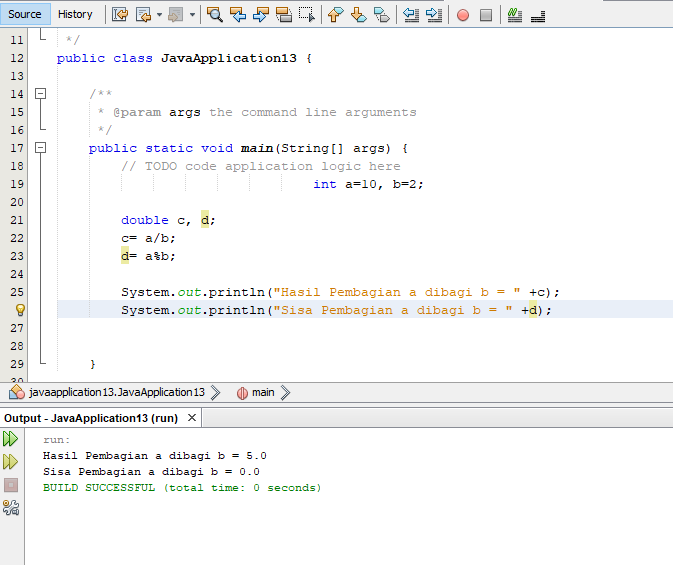 Source History
11 */
12 public class JavaApplication13 {
13
14 /**
15 * @param args the command line arguments
16 */
17 public static void main(String[] args) {
18 // TODO code application logic here
19 int a=10, b=2;
20
21 double c, d;
22 c= a/b;
23 d= a%b;
24
25 System.out.println("Hasil Pembagian a dibagi b = " +c);
System.out.println("Sisa Pembagian a dibagi b = " +d);
27
28
29 }
30
javaapplication13.JavaApplication13 main
Output - JavaApplication13 (run) ×
run:
Hasil Pembagian a dibagi b = 5.0
Sisa Pembagian a dibagi b = 0.0
BUILD SUCCESSFUL (total time: 0 seconds)